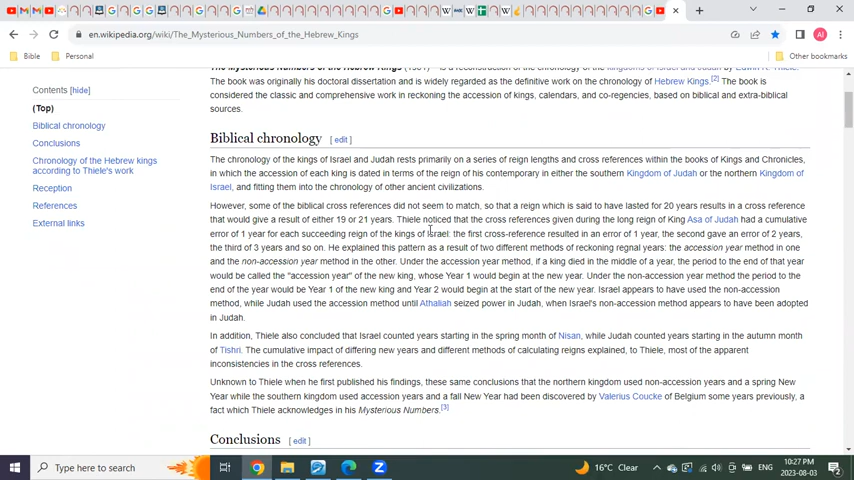 en.wikipedia.org/wiki/The_Mysterious_Numbers_of_the_Hebrew_Kings
Bible
Personal
Other bookmarks
The book was originally his doctoral dissertation and is widely regarded as the definitive work on the chronology of Hebrew Kings.[2] The book is
considered the classic and comprehensive work in reckoning the accession of kings, calendars, and co-regencies, based on biblical and extra-biblical
sources.
Contents [hide]
(Top)
Biblical chronology
Conclusions
Chronology of the Hebrew kings
according to Thiele's work
Reception
References
External links
Biblical chronology [ edit ]
The chronology of the kings of Israel and Judah rests primarily on a series of reign lengths and cross references within the books of Kings and Chronicles,
in which the accession of each king is dated in terms of the reign of his contemporary in either the southern Kingdom of Judah or the northern Kingdom of
Israel, and fitting them into the chronology of other ancient civilizations.
However, some of the biblical cross references did not seem to match, so that a reign which is said to have lasted for 20 years results in a cross reference
that would give a result of either 19 or 21 years. Thiele noticed that the cross references given during the long reign of King Asa of Judah had a cumulative
error of 1 year for each succeeding reign of the kings of Israel: the first cross-reference resulted in an error of 1 year, the second gave an error of 2 years,
the third of 3 years and so on. He explained this pattern as a result of two different methods of reckoning regnal years: the accession year method in one
and the non-accession year method in the other. Under the accession year method, if a king died in the middle of a year, the period to the end of that year
would be called the "accession year" of the new king, whose Year 1 would begin at the new year. Under the non-accession year method the period to the
end of the year would be Year 1 of the new king and Year 2 would begin at the start of the new year. Israel appears to have used the non-accession
method, while Judah used the accession method until Athaliah seized power in Judah, when Israel's non-accession method appears to have been adopted
in Judah.
In addition, Thiele also concluded that Israel counted years starting in the spring month of Nisan, while Judah counted years starting in the autumn month
of Tishri. The cumulative impact of differing new years and different methods of calculating reigns explained, to Thiele, most of the apparent
inconsistencies in the cross references.
Unknown to Thiele when he first published his findings, these same conclusions that the northern kingdom used non-accession years and a spring New
Year while the southern kingdom used accession years and a fall New Year had been discovered by Valerius Coucke of Belgium some years previously, a
fact which Thiele acknowledges in his Mysterious Numbers.[3]
Conclusions [ edit ]
Type here to search
16°C Clear
ENG
10:27 PM
2023-08-03
2